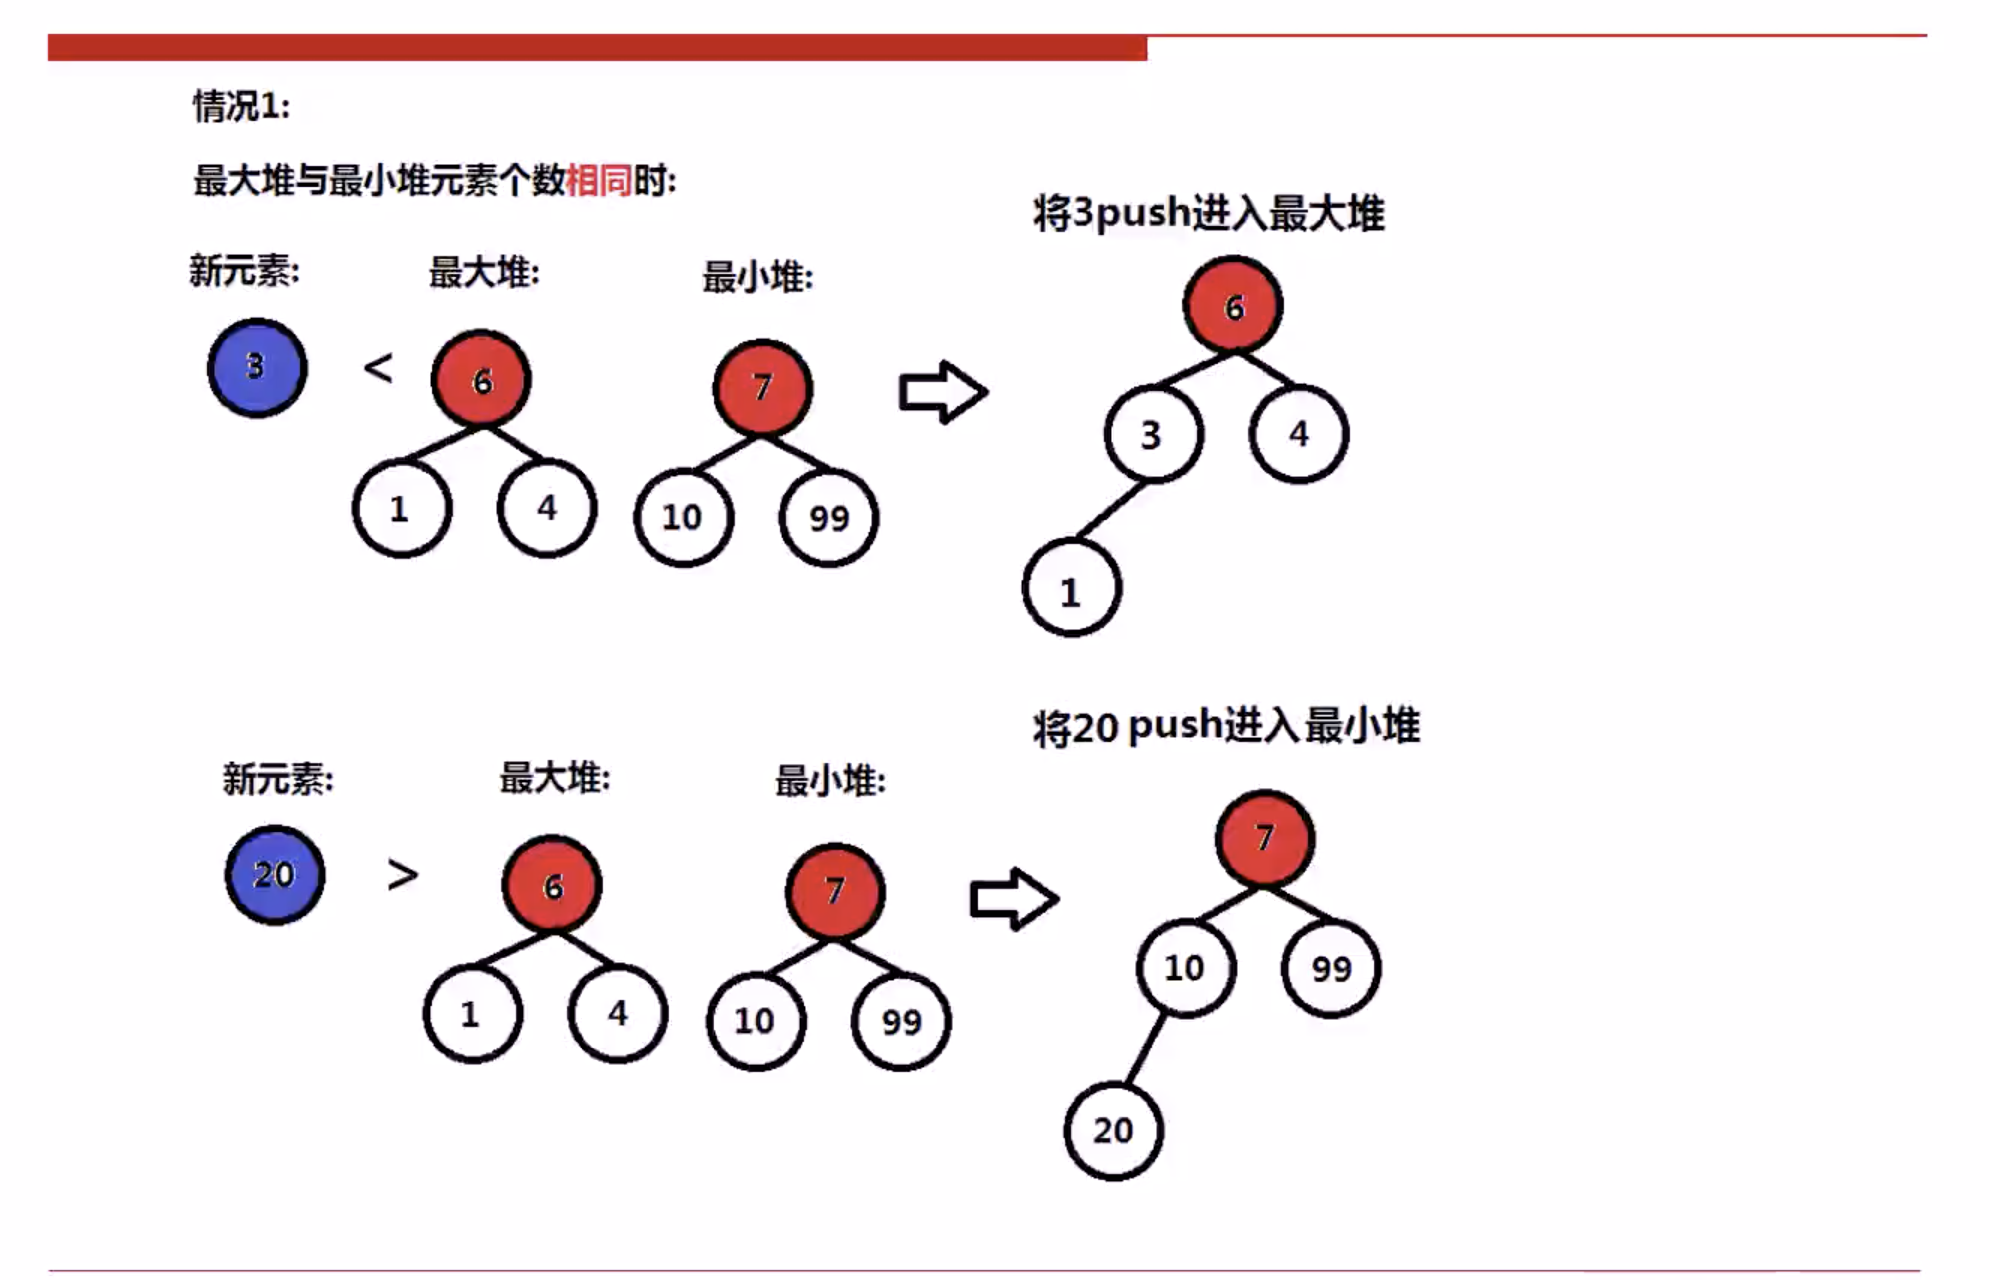 情况1:
最大堆与最小堆元素个数相同时:
将3push进入最大堆
新元素: 最大堆: 最小堆:
6
3 < 6 7
3 4
1 4 10 99
1
将20 push进入最小堆
新元素: 最大堆: 最小堆:
7
20 > 6 7
10 99
1 4 10 99
20